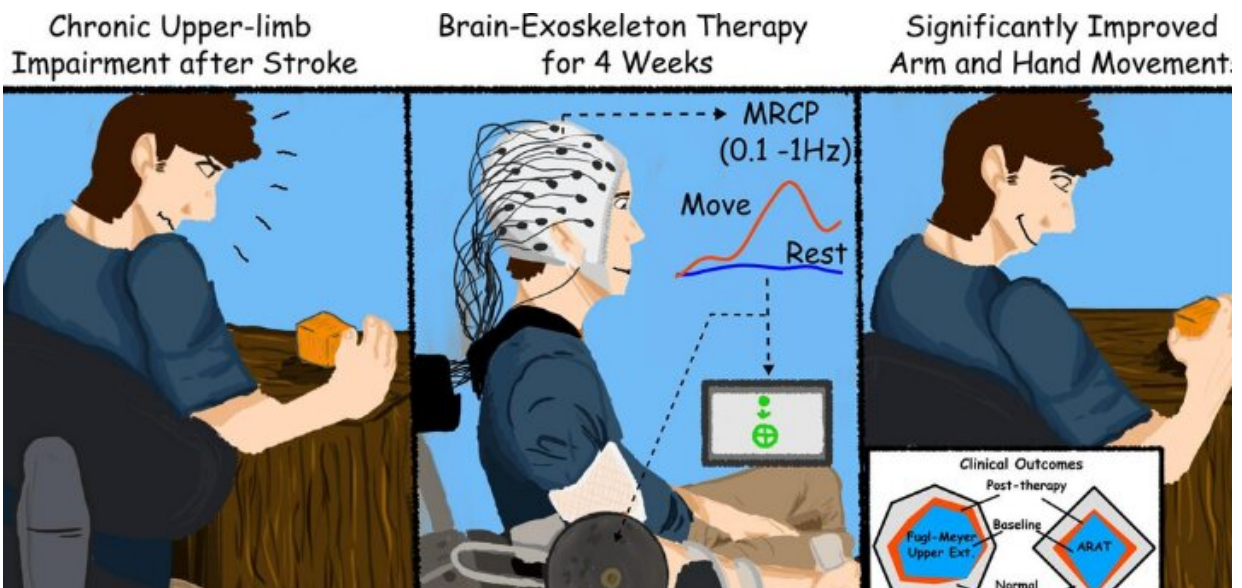 Chronic Upper-limb
Impairment after Stroke
Brain-Exoskeleton Therapy
for 4 Weeks
Significantly Improved
Arm and Hand Movement
MRCP
(0.1 -1Hz)
Move
Rest
Clinical Outcomes
Post-therapy
Baseline
Fugl-Meyer
Upper Ext.
ARAT
Normal